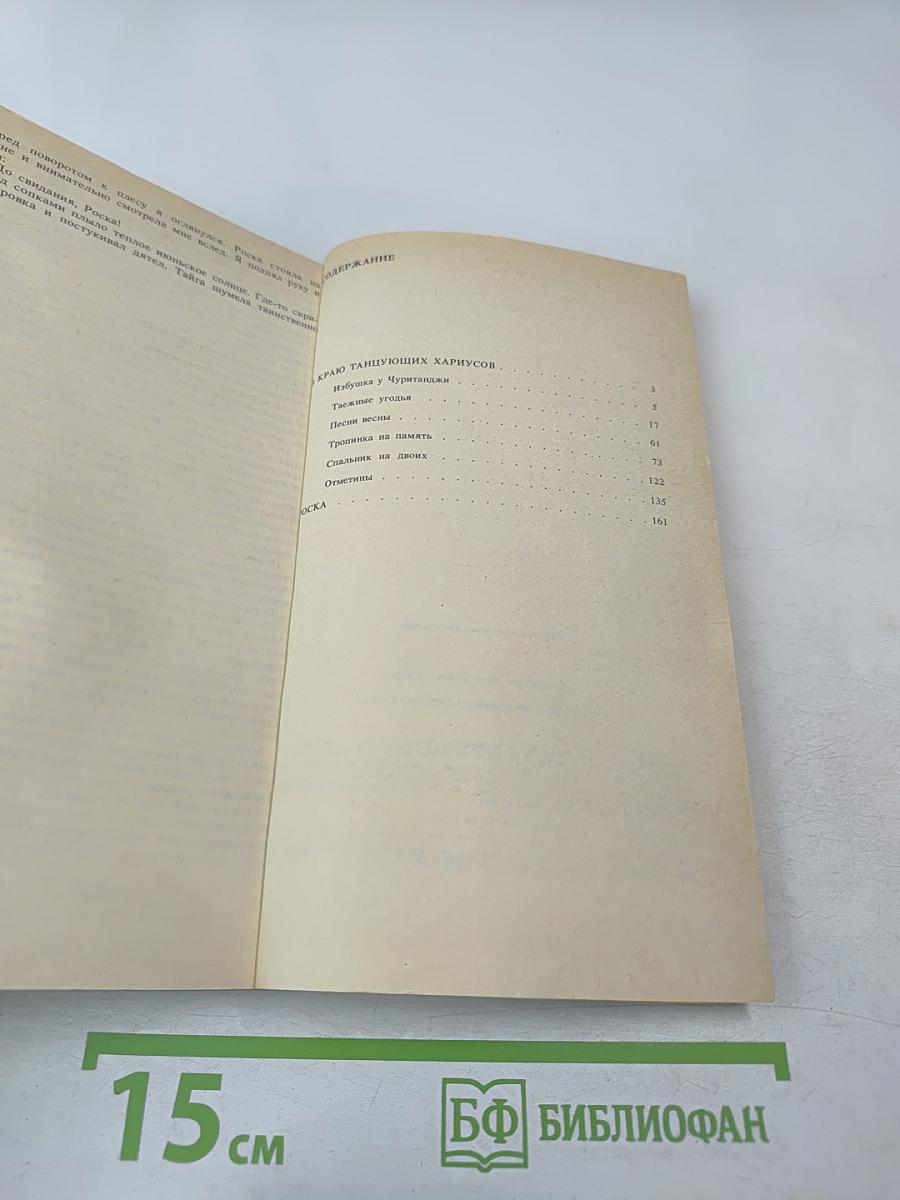 ред поворотом к плесу я оглянулся. Роска стояла на
не и внимательно смотрела мне вслед. Я поднял руку и
л:
До свидания, Роска!
д сопками плыло теплое июньское солнце. Где-то скри-
ровка и постукивал дятел. Тайга шумела таинственно
ОДЕРЖАНИЕ
КРАЮ ТАНЦУЮЩИХ ХАРИУСОВ . . . . . . . . . . 3
Избушка у Чуританджи . . . . . . . . . . . . 5
Таежные угодья . . . . . . . . . . . . . . 17
Песни весны . . . . . . . . . . . . . . . 61
Тропинка на память . . . . . . . . . . . . . 73
Спальник на двоих . . . . . . . . . . . . . 122
Отметины . . . . . . . . . . . . . . . . 135
ОСКА . . . . . . . . . . . . . . . . . . 161
15 см
БФ БИБЛИОФАН